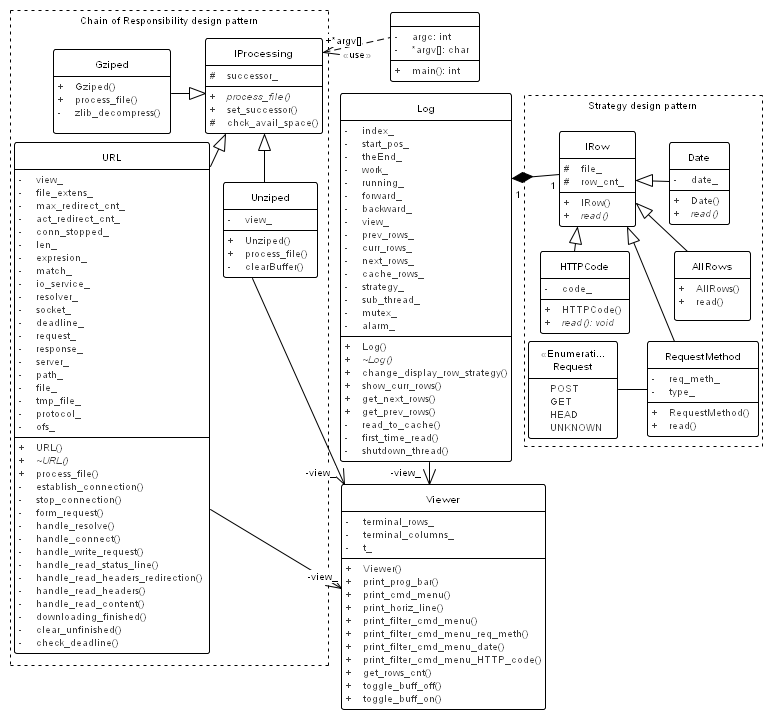 Chain of Responsibility design pattern
- argc: int
- *argv[]: char
+ main(): int
+*argv[],
«use»
IProcessing
# successor_
+ process_file()
+ set_successor()
# chck_avail_space()
Gziped
+ Gziped()
+ process_file()
- zlib_decompress()
URL
- view_
- file_extens_
- max_redirect_cnt_
- act_redirect_cnt_
- conn_stopped_
- len_
- expresion_
- match_
- io_service_
- resolver_
- socket_
- deadline_
- request_
- response_
- server_
- path_
- file_
- tmp_file_
- protocol_
- ofs_
+ URL()
+ ~URL()
+ process_file()
- establish_connection()
- stop_connection()
- form_request()
- handle_resolve()
- handle_connect()
- handle_write_request()
- handle_read_status_line()
- handle_read_headers_redirection()
- handle_read_headers()
- handle_read_content()
- downloading_finished()
- clear_unfinished()
- check_deadline()
Unziped
- view_
+ Unziped()
+ process_file()
- clearBuffer()
Log
- index_
- start_pos_
- theEnd_
- work_
- running_
- forward_
- backward_
- view_
- prev_rows_
- curr_rows_
- next_rows_
- cache_rows_
- strategy_
- sub_thread_
- mutex_
- alarm_
+ Log()
+ ~Log()
+ change_display_row_strategy()
+ show_curr_rows()
+ get_next_rows()
+ get_prev_rows()
- read_to_cache()
- first_time_read()
- shutdown_thread()
1
1
Strategy design pattern
IRow
# file_
# row_cnt_
+ IRow()
+ read()
Date
- date_
+ Date()
+ read()
HTTPCode
- code_
+ HTTPCode()
+ read(): void
AllRows
+ AllRows()
+ read()
«Enumerati...
Request
POST
GET
HEAD
UNKNOWN
RequestMethod
- req_meth_
- type_
+ RequestMethod()
+ read()
-view_
-view_
-view_
Viewer
- terminal_rows_
- terminal_columns_
- t_
+ Viewer()
+ print_prog_bar()
+ print_cmd_menu()
+ print_horiz_line()
+ print_filter_cmd_menu()
+ print_filter_cmd_menu_req_meth()
+ print_filter_cmd_menu_date()
+ print_filter_cmd_menu_HTTP_code()
+ get_rows_cnt()
+ toggle_buff_off()
+ toggle_buff_on()